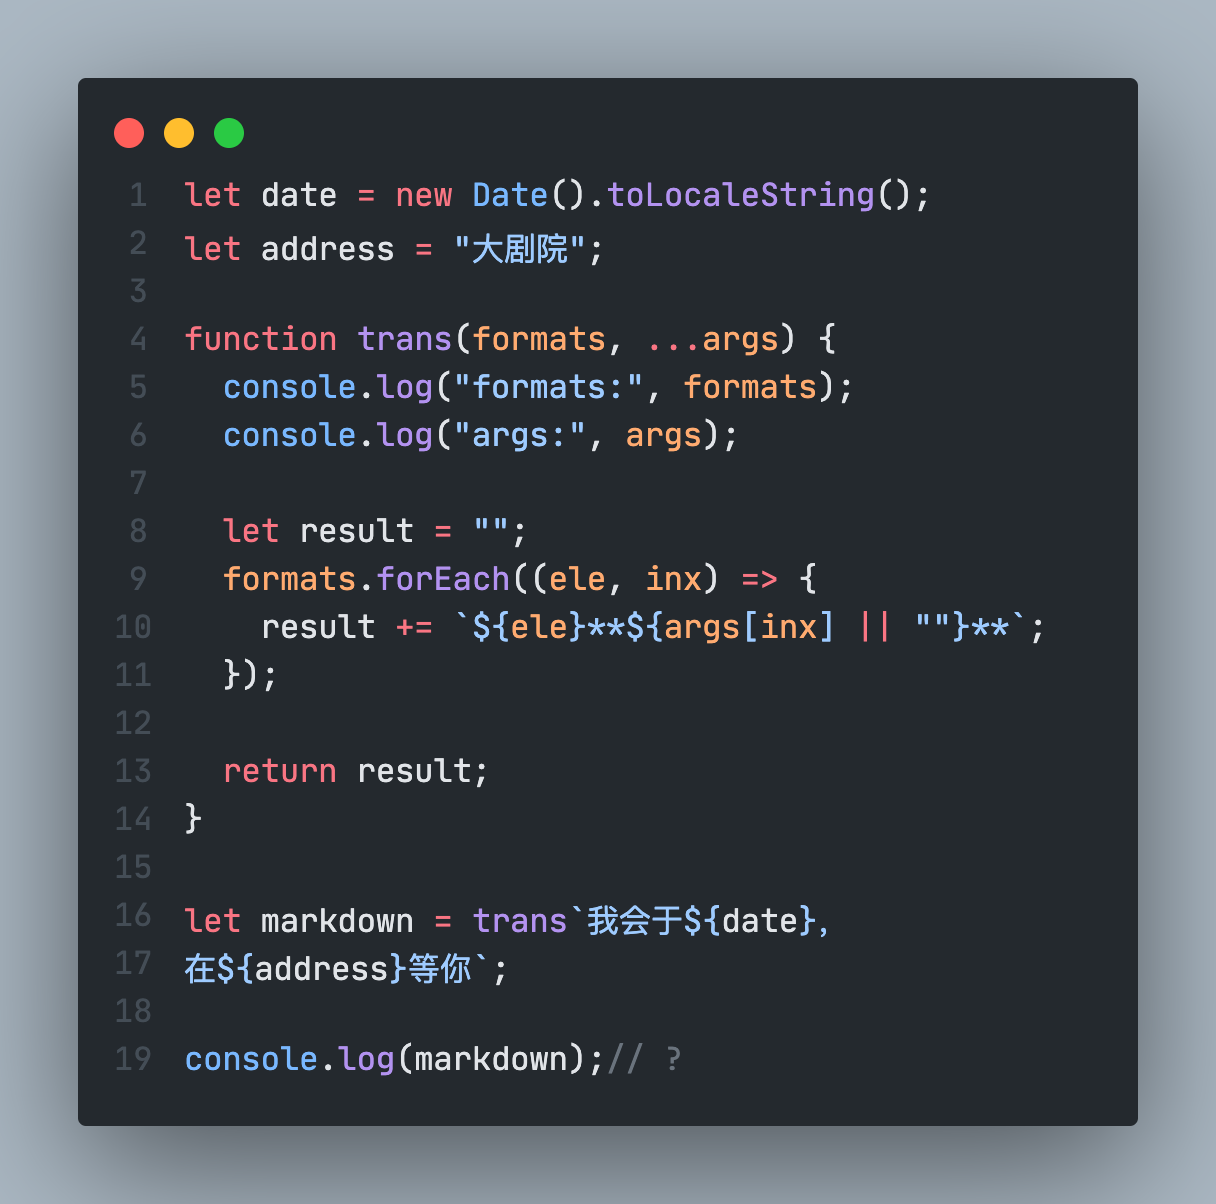 1 let date = new Date().toLocaleString();
2 let address = "大剧院";
3
4 function trans(formats, ...args) {
5   console.log("formats:", formats);
6   console.log("args:", args);
7
8   let result = "";
9   formats.forEach((ele, inx) => {
10     result += `${ele}**${args[inx] || ""}**`;
11   });
12
13   return result;
14 }
15
16 let markdown = trans`我会于${date},
17 在${address}等你`;
18
19 console.log(markdown);// ?